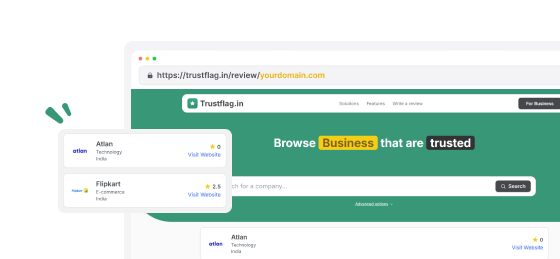 https://trustflag.in/review/yourdomain.com
Trustflag.in
Solutions Features Write a review
For Business
Browse Business that are trusted
ch for a company...
Search
Advanced options
atlan
Atlan
Technology
India
0
Visit Website
Flipkart
Flipkart
E-commerce
India
2.5
Visit Website
atlan
Atlan
Technology
India
0
Visit Website